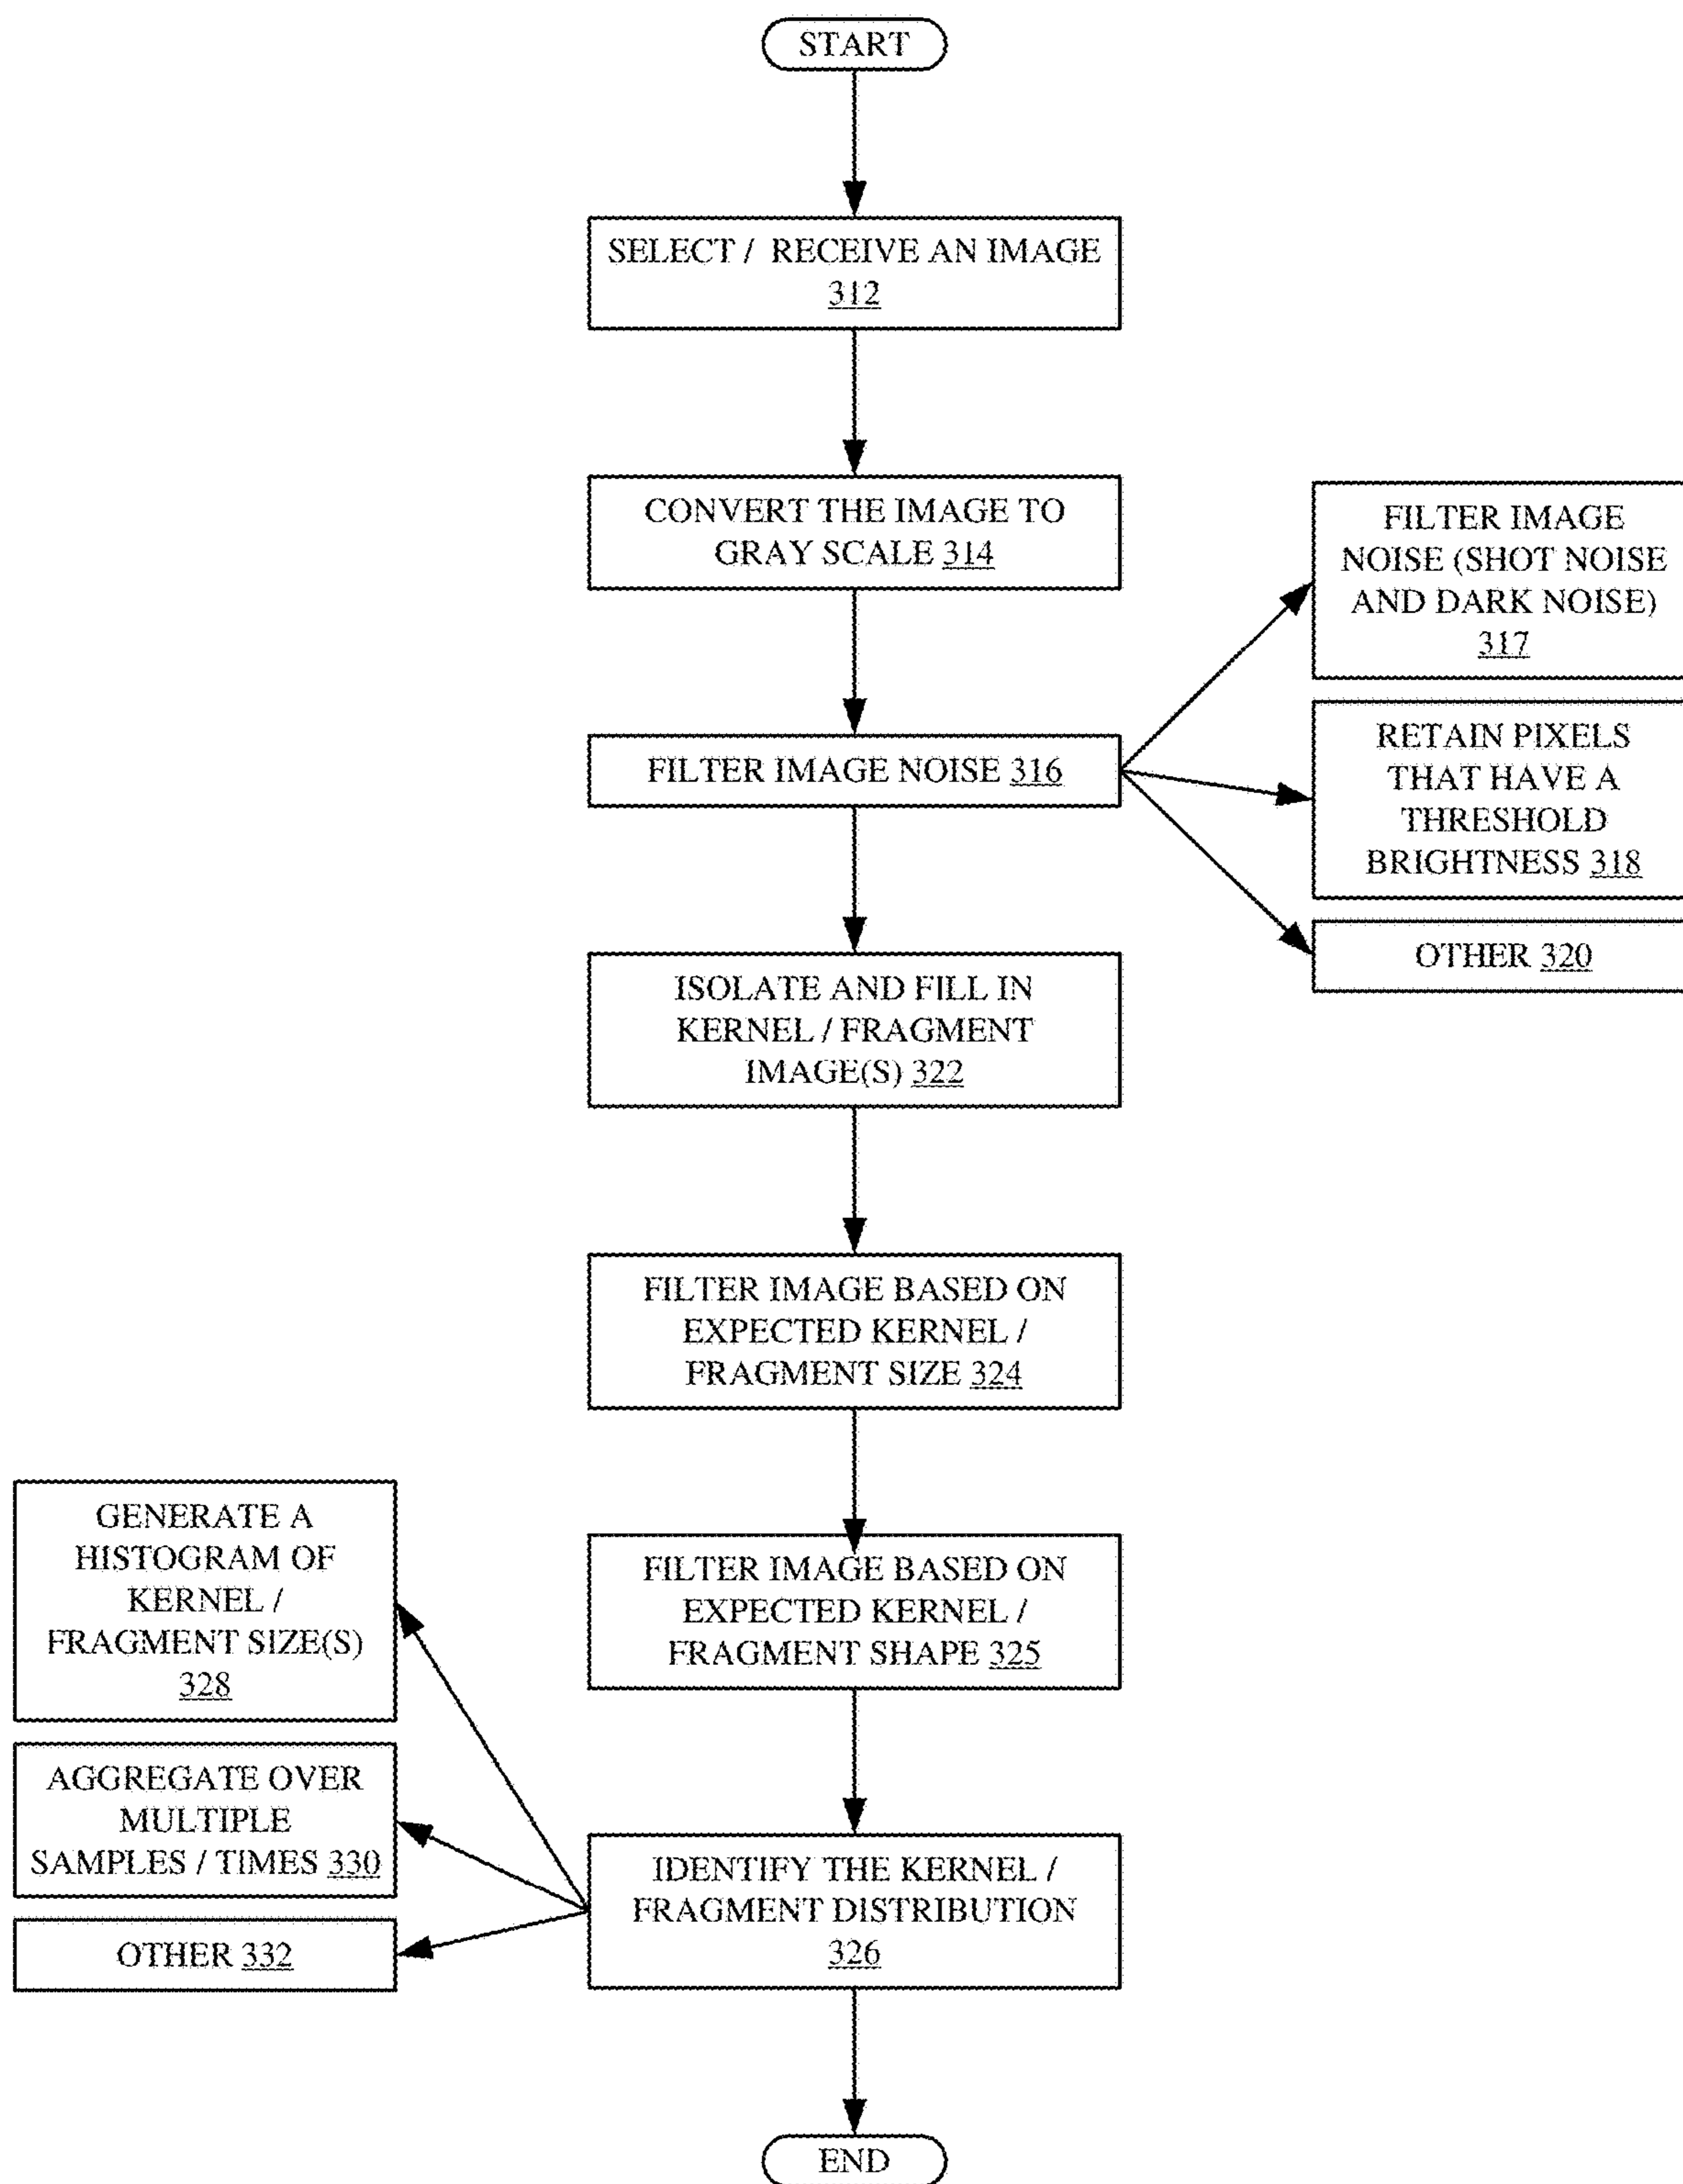 START
SELECT / RECEIVE AN IMAGE
312
CONVERT THE IMAGE TO
GRAY SCALE 314
FILTER IMAGE NOISE 316
FILTER IMAGE
NOISE (SHOT NOISE
AND DARK NOISE)
317
RETAIN PIXELS
THAT HAVE A
THRESHOLD
BRIGHTNESS 318
OTHER 320
ISOLATE AND FILL IN
KERNEL / FRAGMENT
IMAGE(S) 322
FILTER IMAGE BASED ON
EXPECTED KERNEL /
FRAGMENT SIZE 324
FILTER IMAGE BASED ON
EXPECTED KERNEL /
FRAGMENT SHAPE 325
IDENTIFY THE KERNEL /
FRAGMENT DISTRIBUTION
326
GENERATE A
HISTOGRAM OF
KERNEL /
FRAGMENT SIZE(S)
328
AGGREGATE OVER
MULTIPLE
SAMPLES / TIMES 330
OTHER 332
END